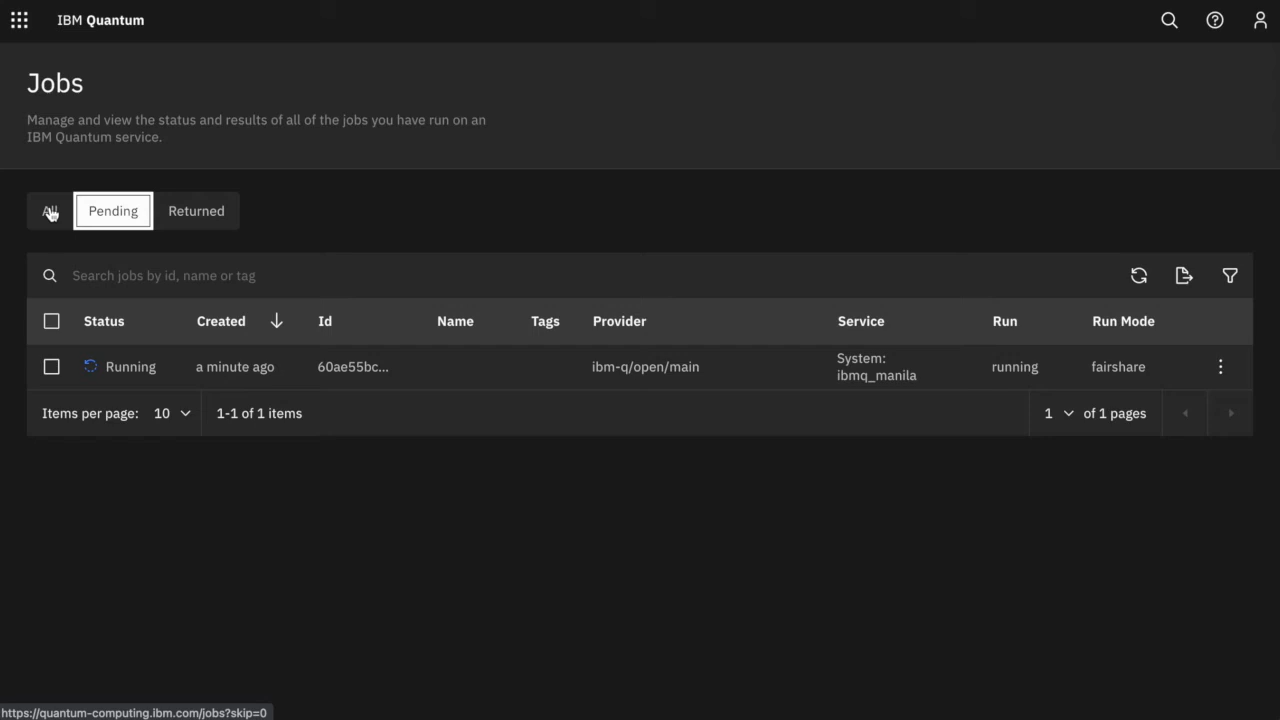 IBM Quantum
Jobs
Manage and view the status and results of all of the jobs you have run on an
IBM Quantum service.
Pending Returned
Search jobs by id, name or tag
Status Created Id Name Tags Provider Service Run Run Mode
Running a minute ago 60ae55bc... ibm-q/open/main System: ibmq_manila running fairshare
Items per page: 10 1-1 of 1 items 1 of 1 pages
https://quantum-computing.ibm.com/jobs?skip=0